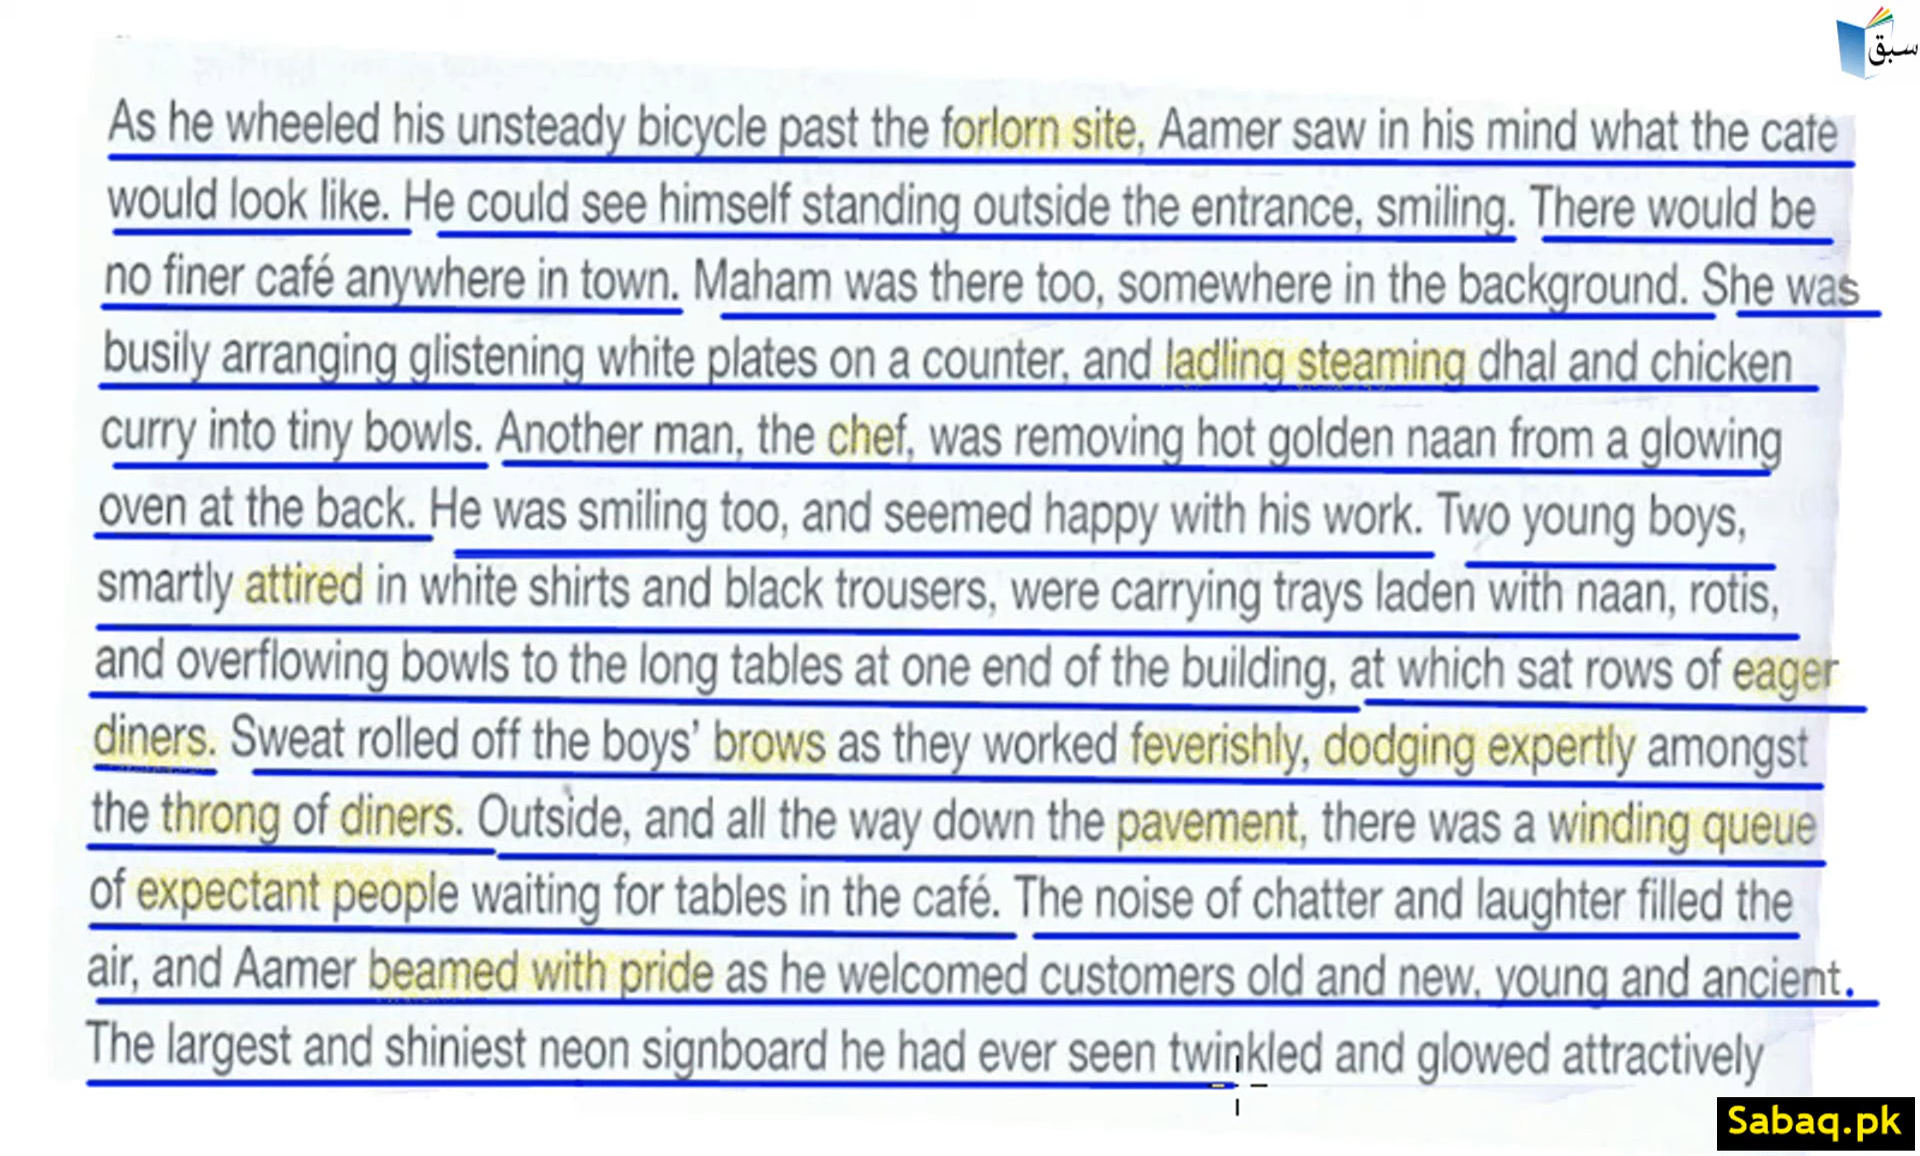 سبق
As he wheeled his unsteady bicycle past the forlorn site, Aamer saw in his mind what the café
would look like. He could see himself standing outside the entrance, smiling. There would be
no finer café anywhere in town. Maham was there too, somewhere in the background. She was
busily arranging glistening white plates on a counter, and ladling steaming dhal and chicken
curry into tiny bowls. Another man, the chef, was removing hot golden naan from a glowing
oven at the back. He was smiling too, and seemed happy with his work. Two young boys,
smartly attired in white shirts and black trousers, were carrying trays laden with naan, rotis,
and overflowing bowls to the long tables at one end of the building, at which sat rows of eager
diners. Sweat rolled off the boys’ brows as they worked feverishly, dodging expertly amongst
the throng of diners. Outside, and all the way down the pavement, there was a winding queue
of expectant people waiting for tables in the café. The noise of chatter and laughter filled the
air, and Aamer beamed with pride as he welcomed customers old and new, young and ancient.
The largest and shiniest neon signboard he had ever seen twinkled and glowed attractively
Sabaq.pk